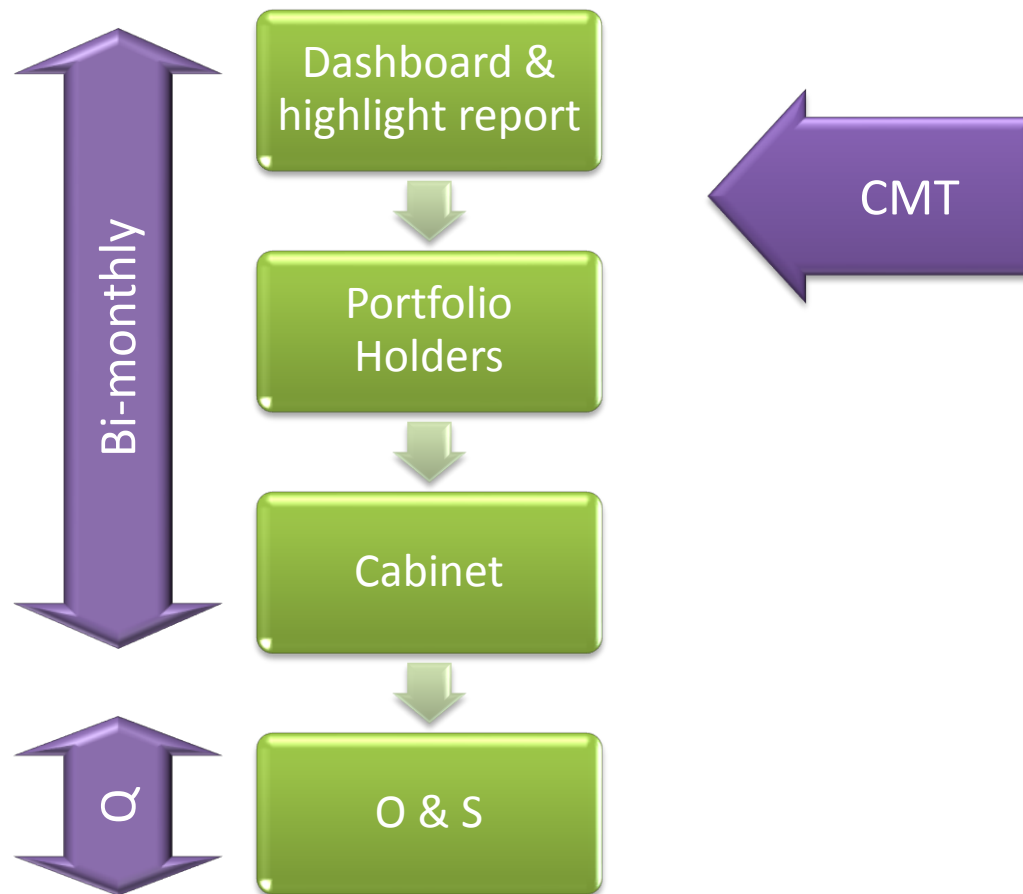 Dashboard &
highlight report
CMT
Bi-monthly
Portfolio
Holders
Cabinet
Q
O & S